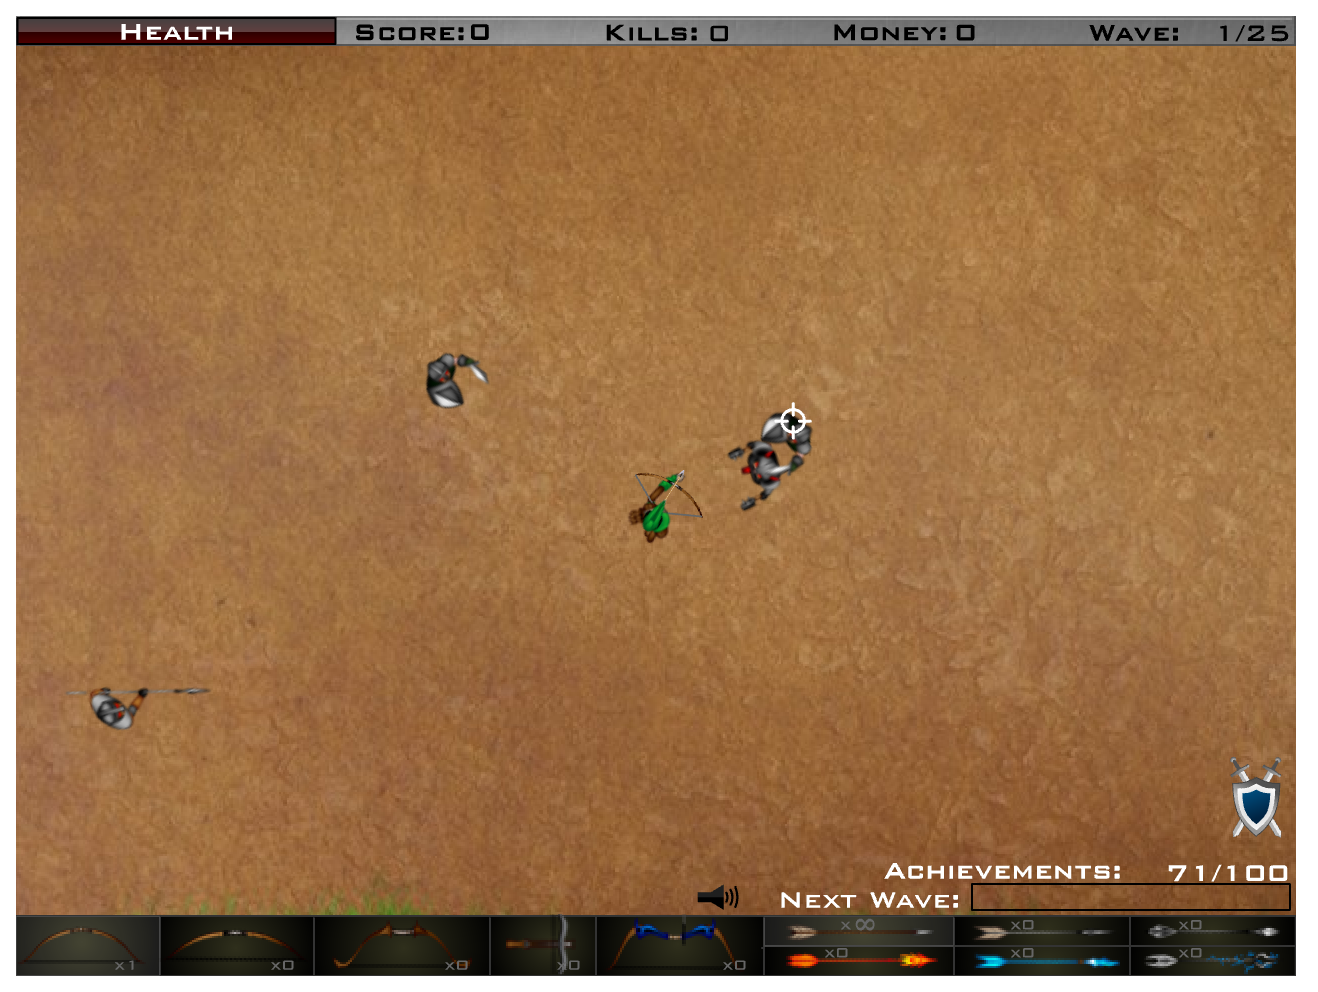 HEALTH SCORE: 0 KILLS: 0 MONEY: 0 WAVE: 1/25
ACHIEVEMENTS: 71/100
NEXT WAVE:
x∞ x0 x0
x1 x0 x0 x0 x0 x0 x0 x0